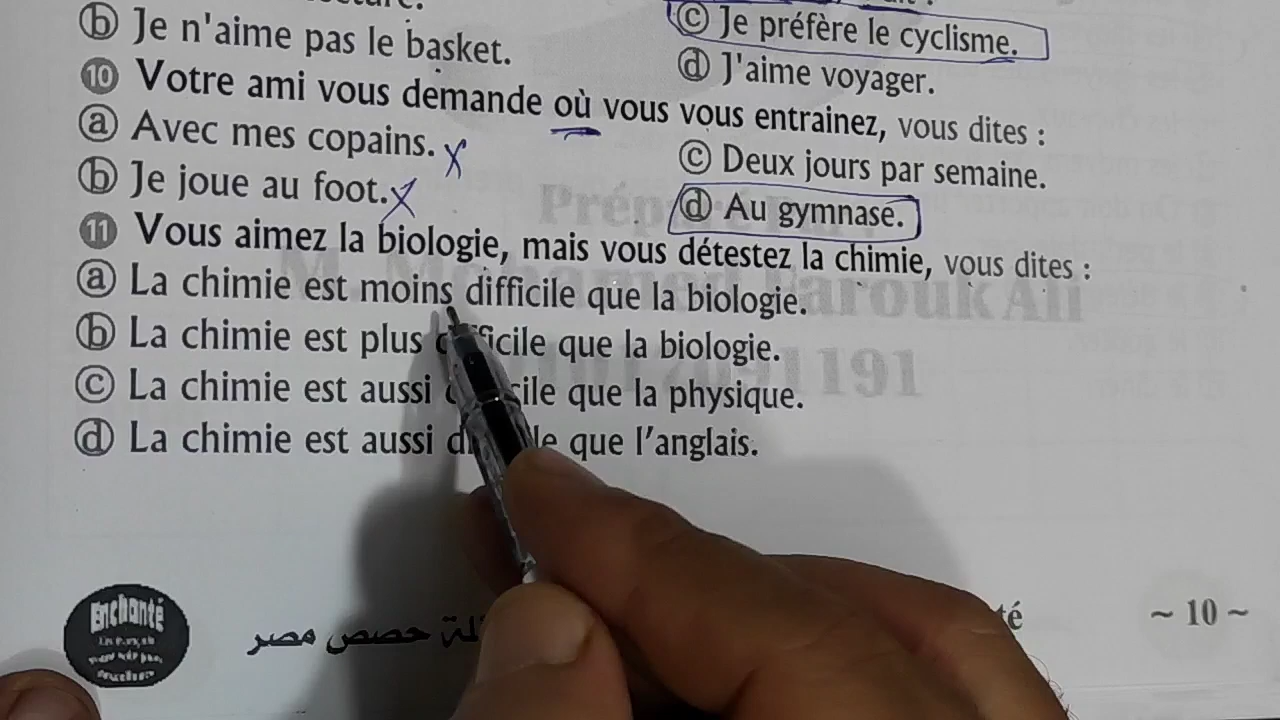 ⓑ Je n'aime pas le basket.
ⓒ Je préfère le cyclisme.
ⓓ J'aime voyager.
10 Votre ami vous demande où vous vous entrainez, vous dites :
ⓐ Avec mes copains. X
ⓑ Je joue au foot. X
ⓒ Deux jours par semaine.
ⓓ Au gymnase.
11 Vous aimez la biologie, mais vous détestez la chimie, vous dites :
ⓐ La chimie est moins difficile que la biologie.
ⓑ La chimie est plus que la biologie.
ⓒ La chimie est aussi que la physique.
ⓓ La chimie est aussi que l'anglais.
Enchanté
حصص مصر
~ 10 ~